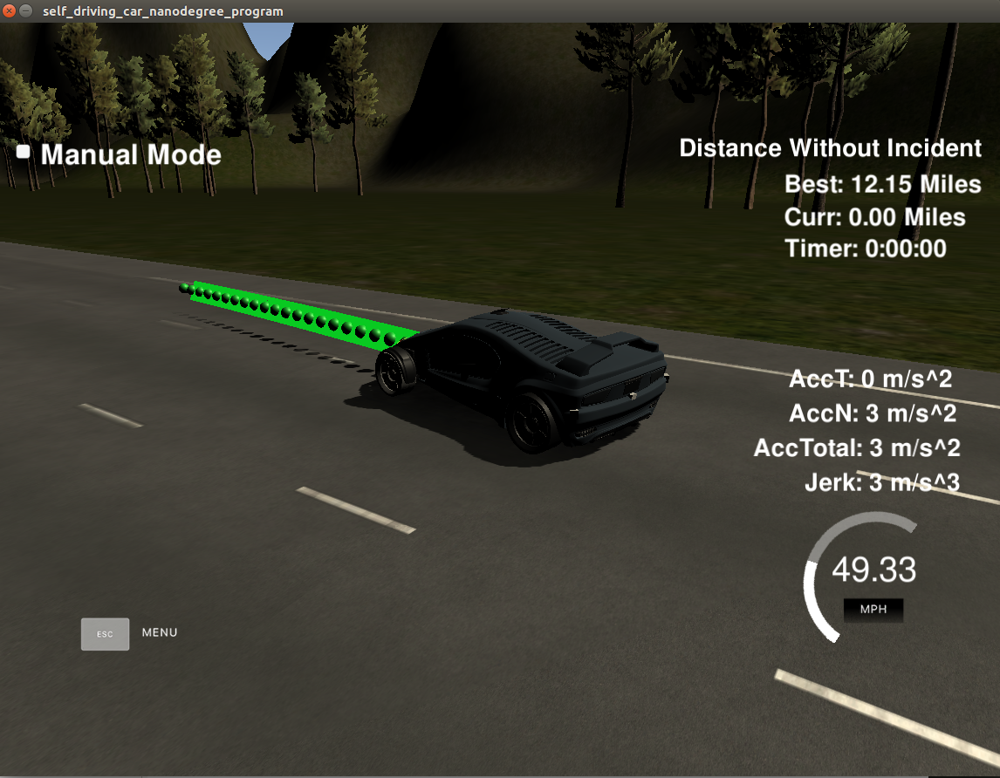 self_driving_car_nanodegree_program
Manual Mode
Distance Without Incident
Best: 12.15 Miles
Curr: 0.00 Miles
Timer: 0:00:00
AccT: 0 m/s^2
AccN: 3 m/s^2
AccTotal: 3 m/s^2
Jerk: 3 m/s^3
49.33
MPH
ESC MENU